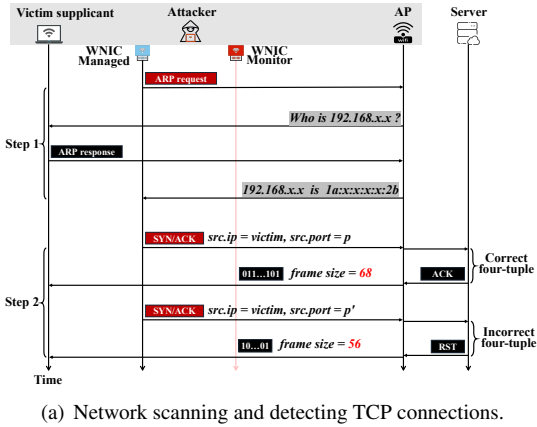 Victim supplicant
Attacker
AP
Server
wifi
WNIC
Managed
WNIC
Monitor
ARP request
Who is 192.168.x.x ?
Step 1
ARP response
192.168.x.x is 1a:x:x:x:x:2b
SYN/ACK src.ip = victim, src.port = p
011...101 frame size = 68
ACK
Correct
four-tuple
Step 2
SYN/ACK src.ip = victim, src.port = p'
10...01 frame size = 56
RST
Incorrect
four-tuple
Time
(a) Network scanning and detecting TCP connections.